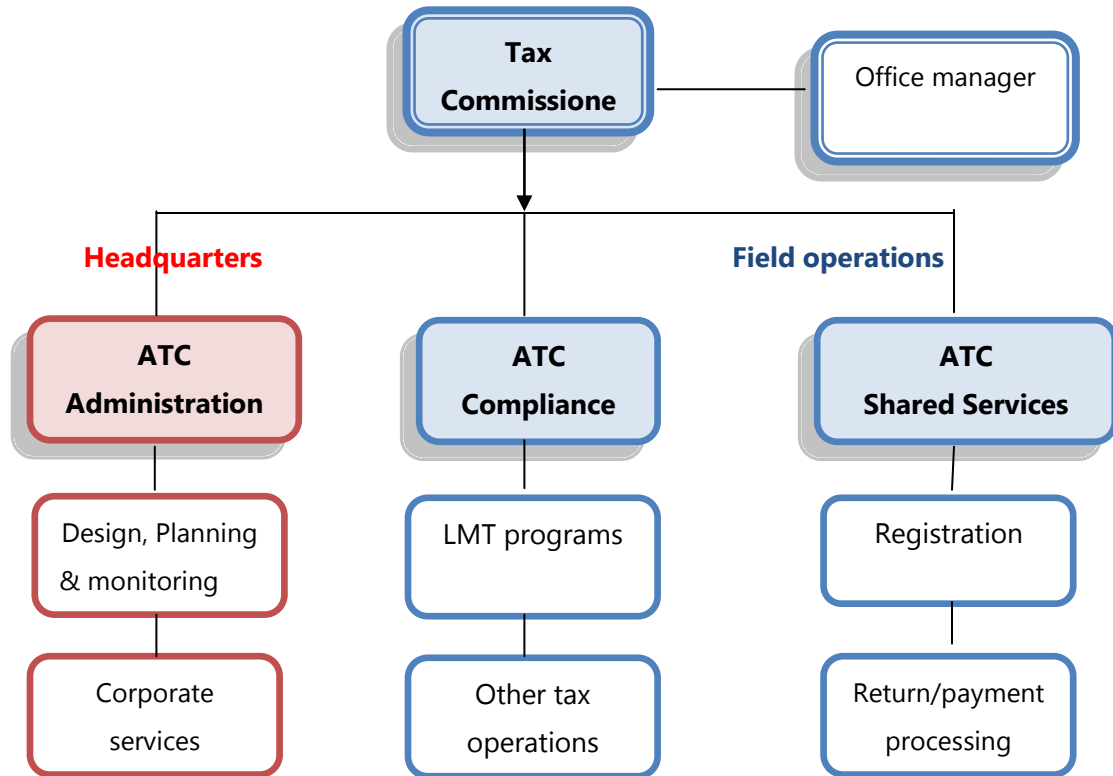 Tax
Commissione
Office manager
Headquarters
Field operations
ATC
Administration
ATC
Compliance
ATC
Shared Services
Design, Planning
& monitoring
LMT programs
Registration
Corporate
services
Other tax
operations
Return/payment
processing